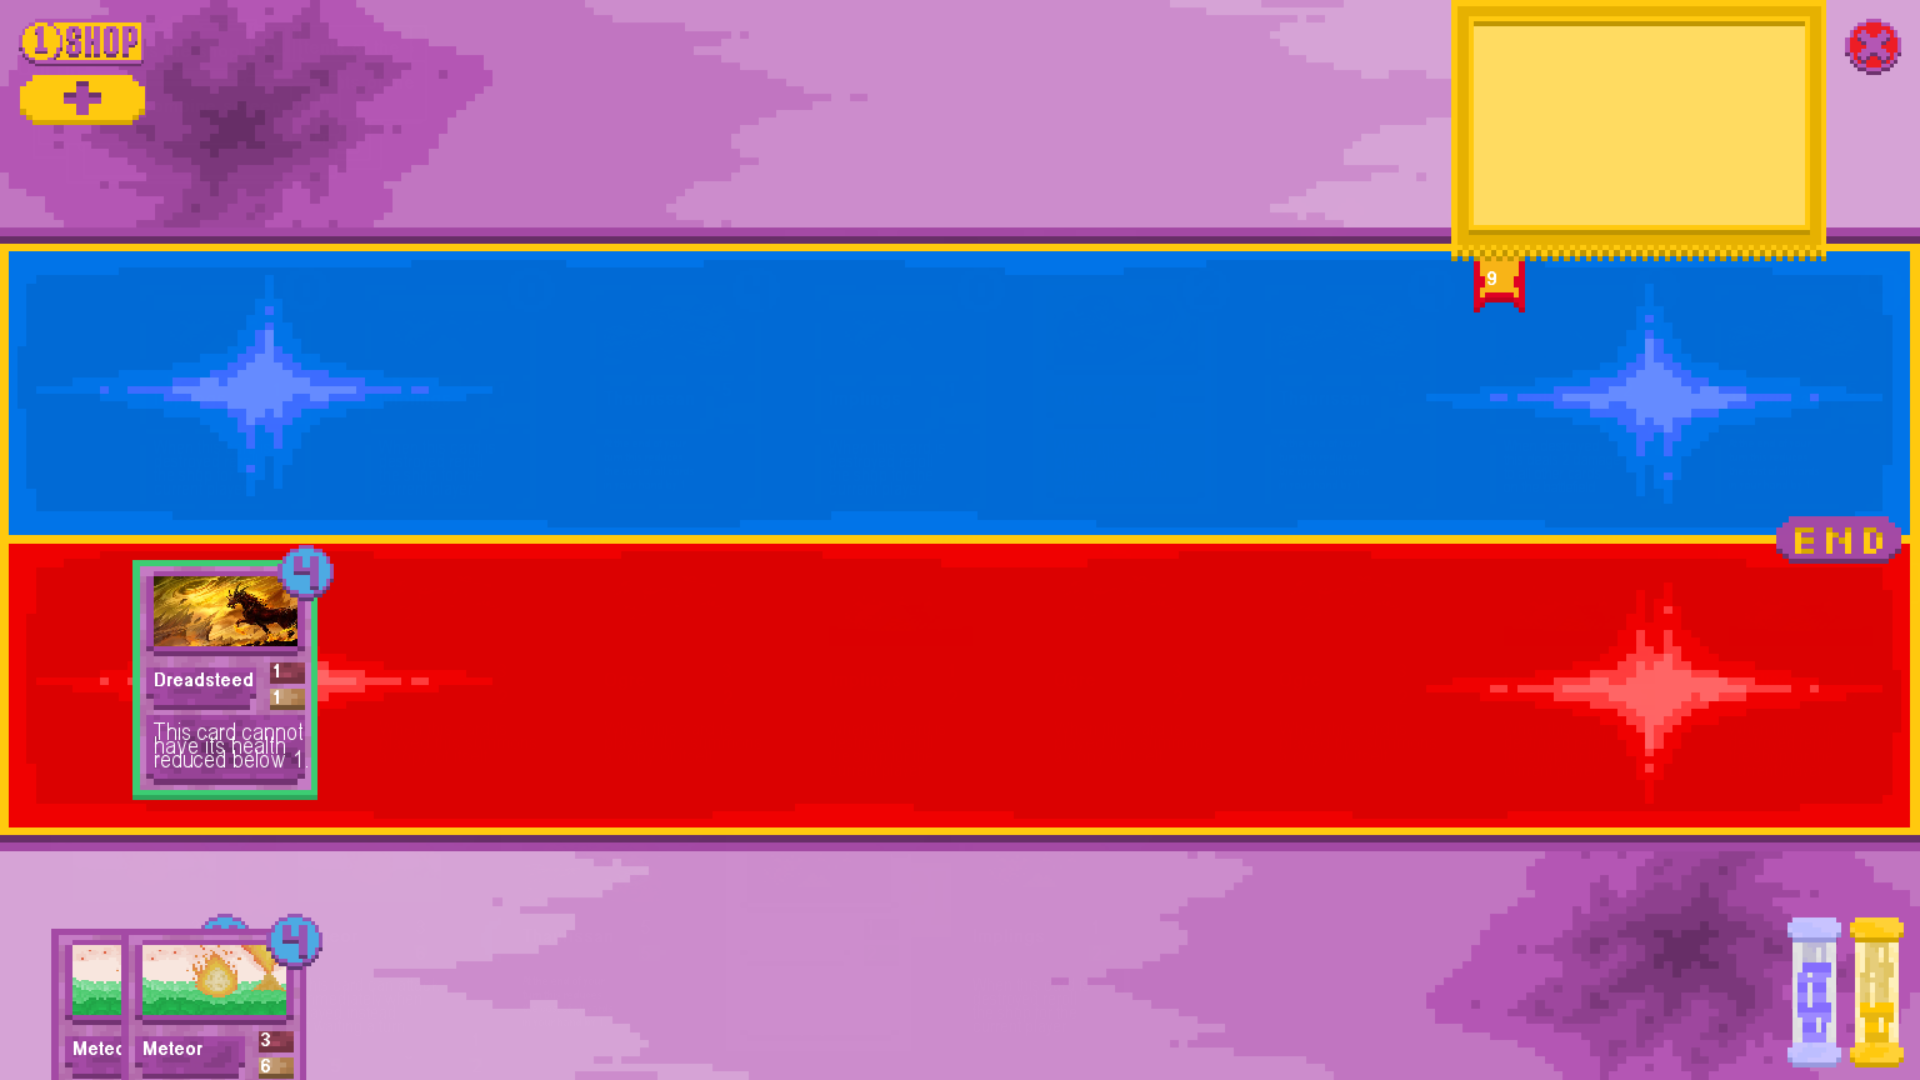 1 SHOP
+
9
END
4
Dreadsteed
1
1
This card cannot
have its health
reduced below 1.
4
Meteo
Meteor
3
6